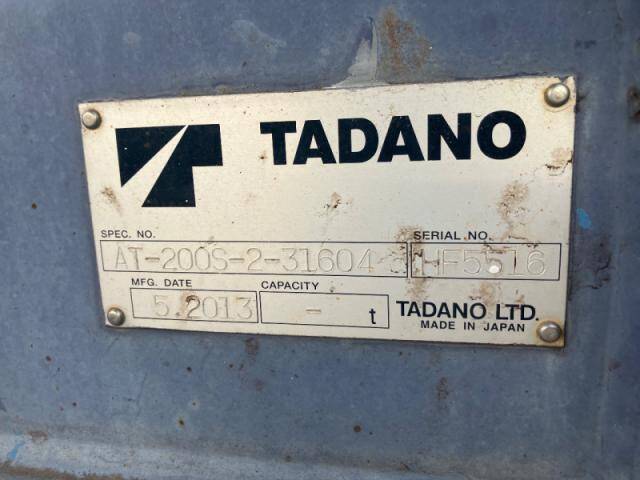 TADANO
SPEC. NO. SERIAL NO.
AT-200S-2-31604 HF5516
MFG. DATE CAPACITY
5.2013 - t TADANO LTD.
MADE IN JAPAN